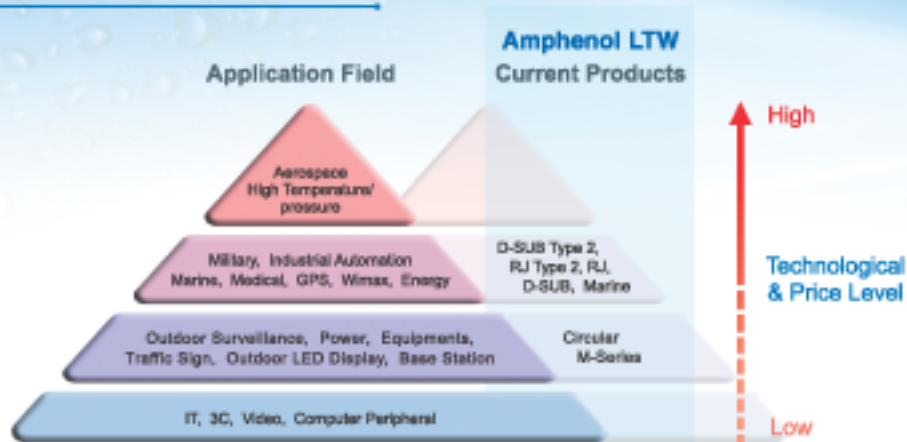 Amphenol LTW
Application Field
Current Products
High
Aerospace
High Temperature/
pressure
Military, Industrial Automation
Marine, Medical, GPS, Wimax, Energy
D-SUB Type 2,
RJ Type 2, RJ,
D-SUB, Marine
Technological
& Price Level
Outdoor Surveillance, Power, Equipments,
Traffic Sign, Outdoor LED Display, Base Station
Circular
M-Series
IT, 3C, Video, Computer Peripheral
Low